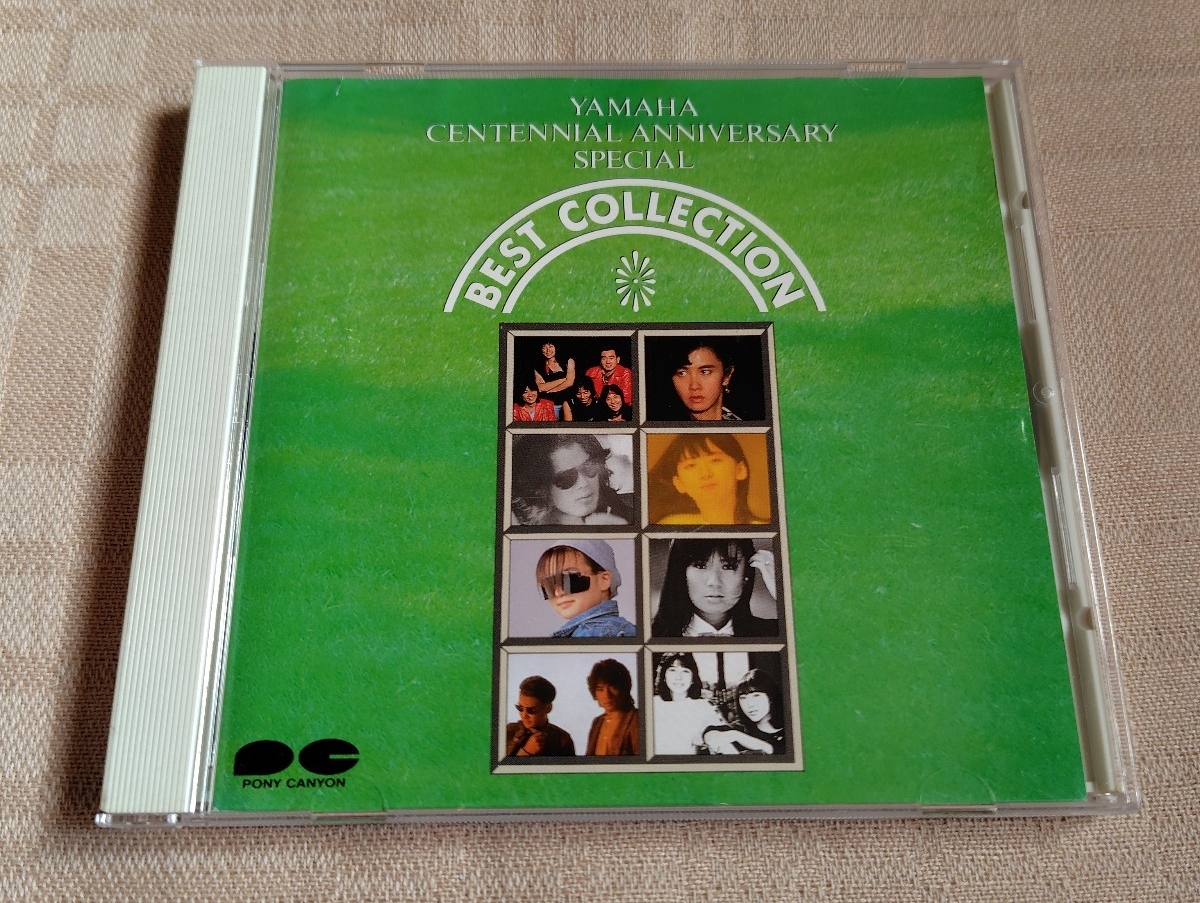 YAMAHA
CENTENNIAL ANNIVERSARY
SPECIAL
BEST COLLECTION
PONY CANYON